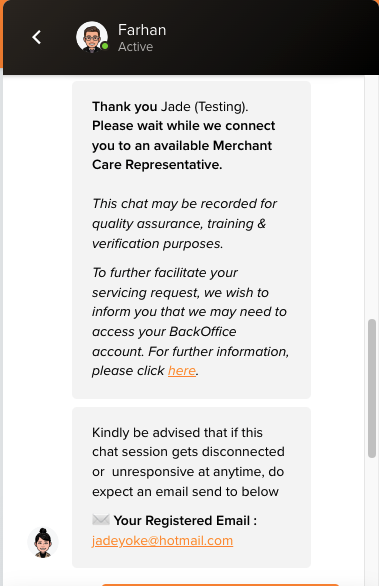 Farhan
Active
Thank you Jade (Testing).
Please wait while we connect
you to an available Merchant
Care Representative.
This chat may be recorded for
quality assurance, training &
verification purposes.
To further facilitate your
servicing request, we wish to
inform you that we may need to
access your BackOffice
account. For further information,
please click here.
Kindly be advised that if this
chat session gets disconnected
or unresponsive at anytime, do
expect an email send to below
Your Registered Email :
jadeyoke@hotmail.com